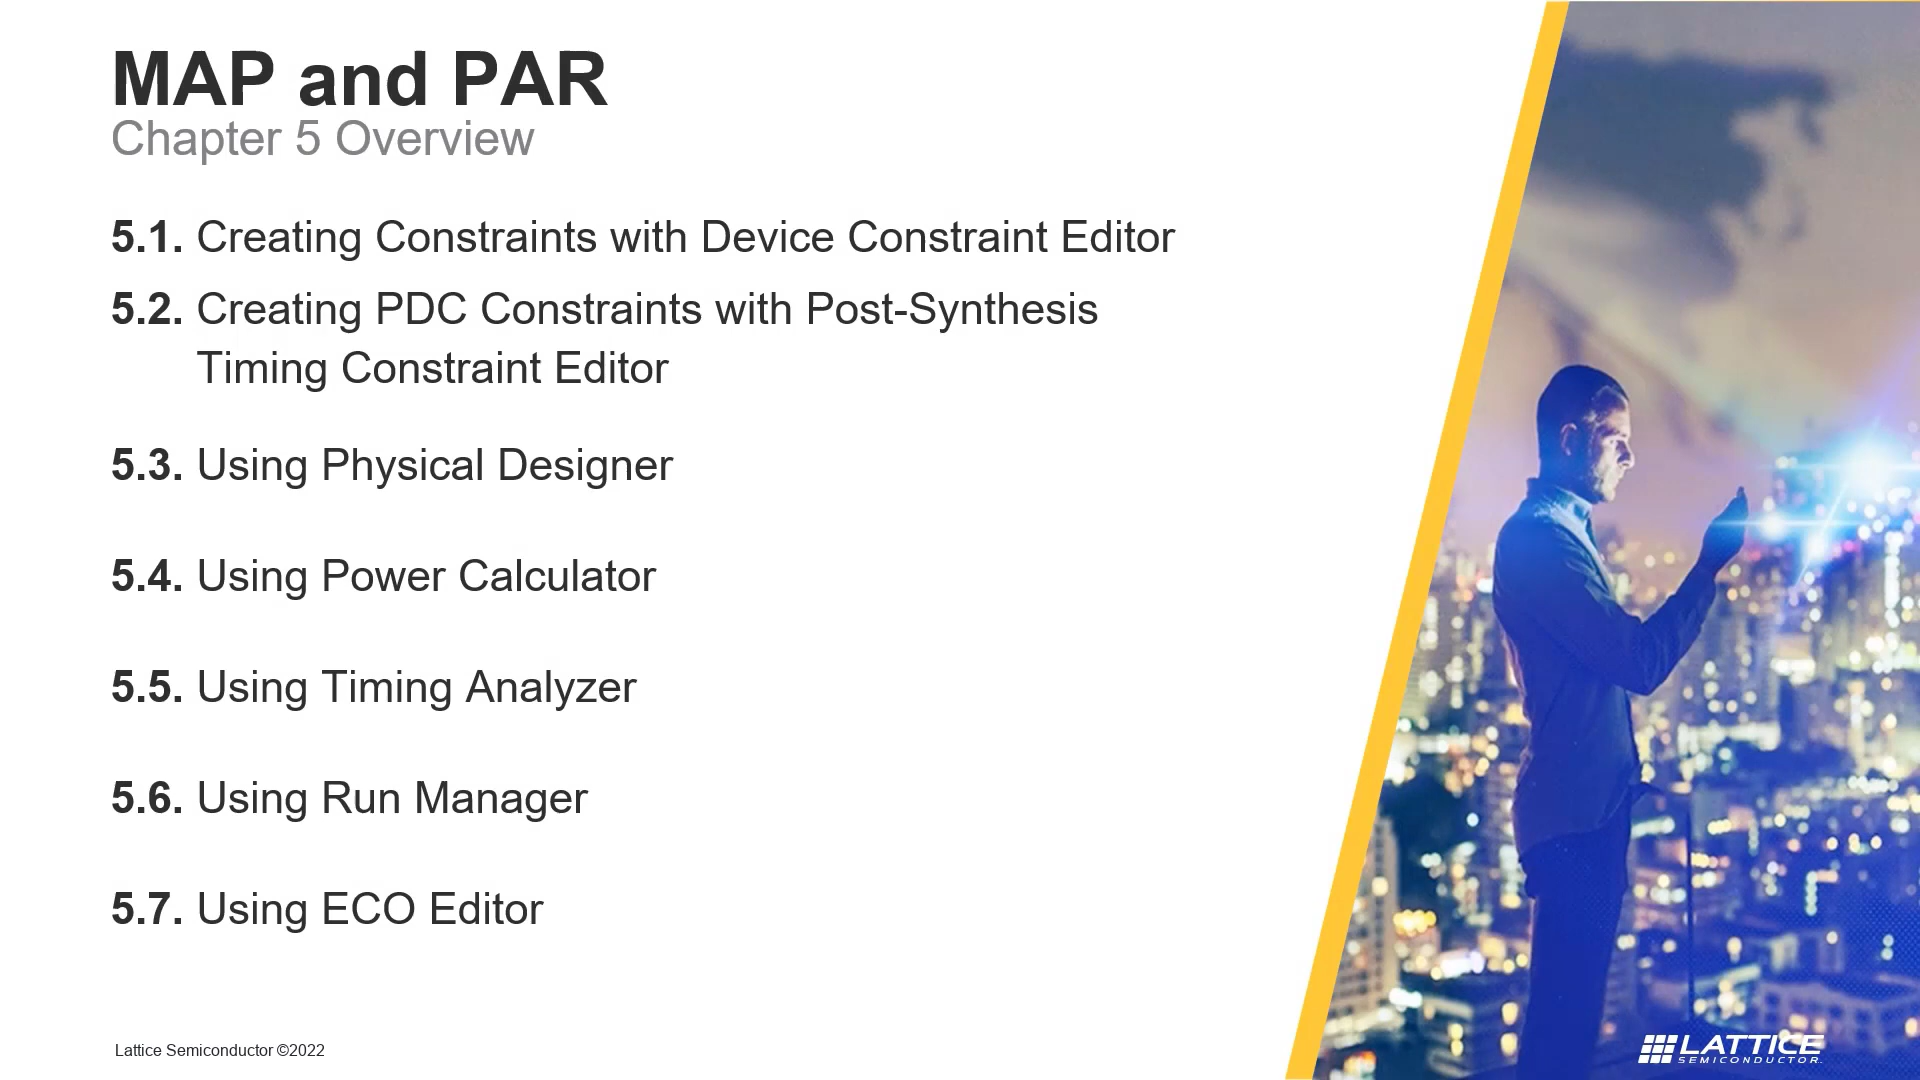 MAP and PAR
Chapter 5 Overview
5.1. Creating Constraints with Device Constraint Editor
5.2. Creating PDC Constraints with Post-Synthesis
Timing Constraint Editor
5.3. Using Physical Designer
5.4. Using Power Calculator
5.5. Using Timing Analyzer
5.6. Using Run Manager
5.7. Using ECO Editor
Lattice Semiconductor ©2022
LATTICE
SEMICONDUCTOR.